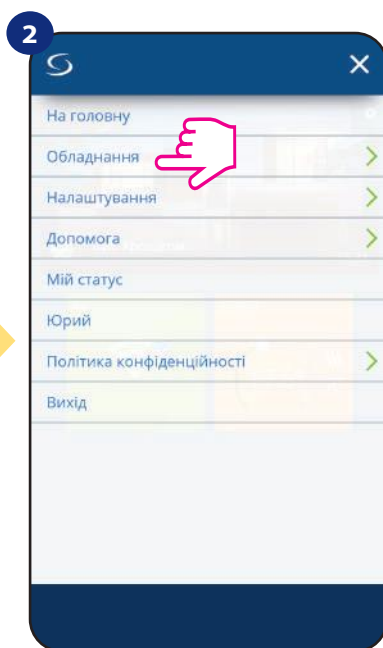 2
На головну
Обладнання
Налаштування
Допомога
Мій статус
Юрий
Політика конфіденційності
Вихід